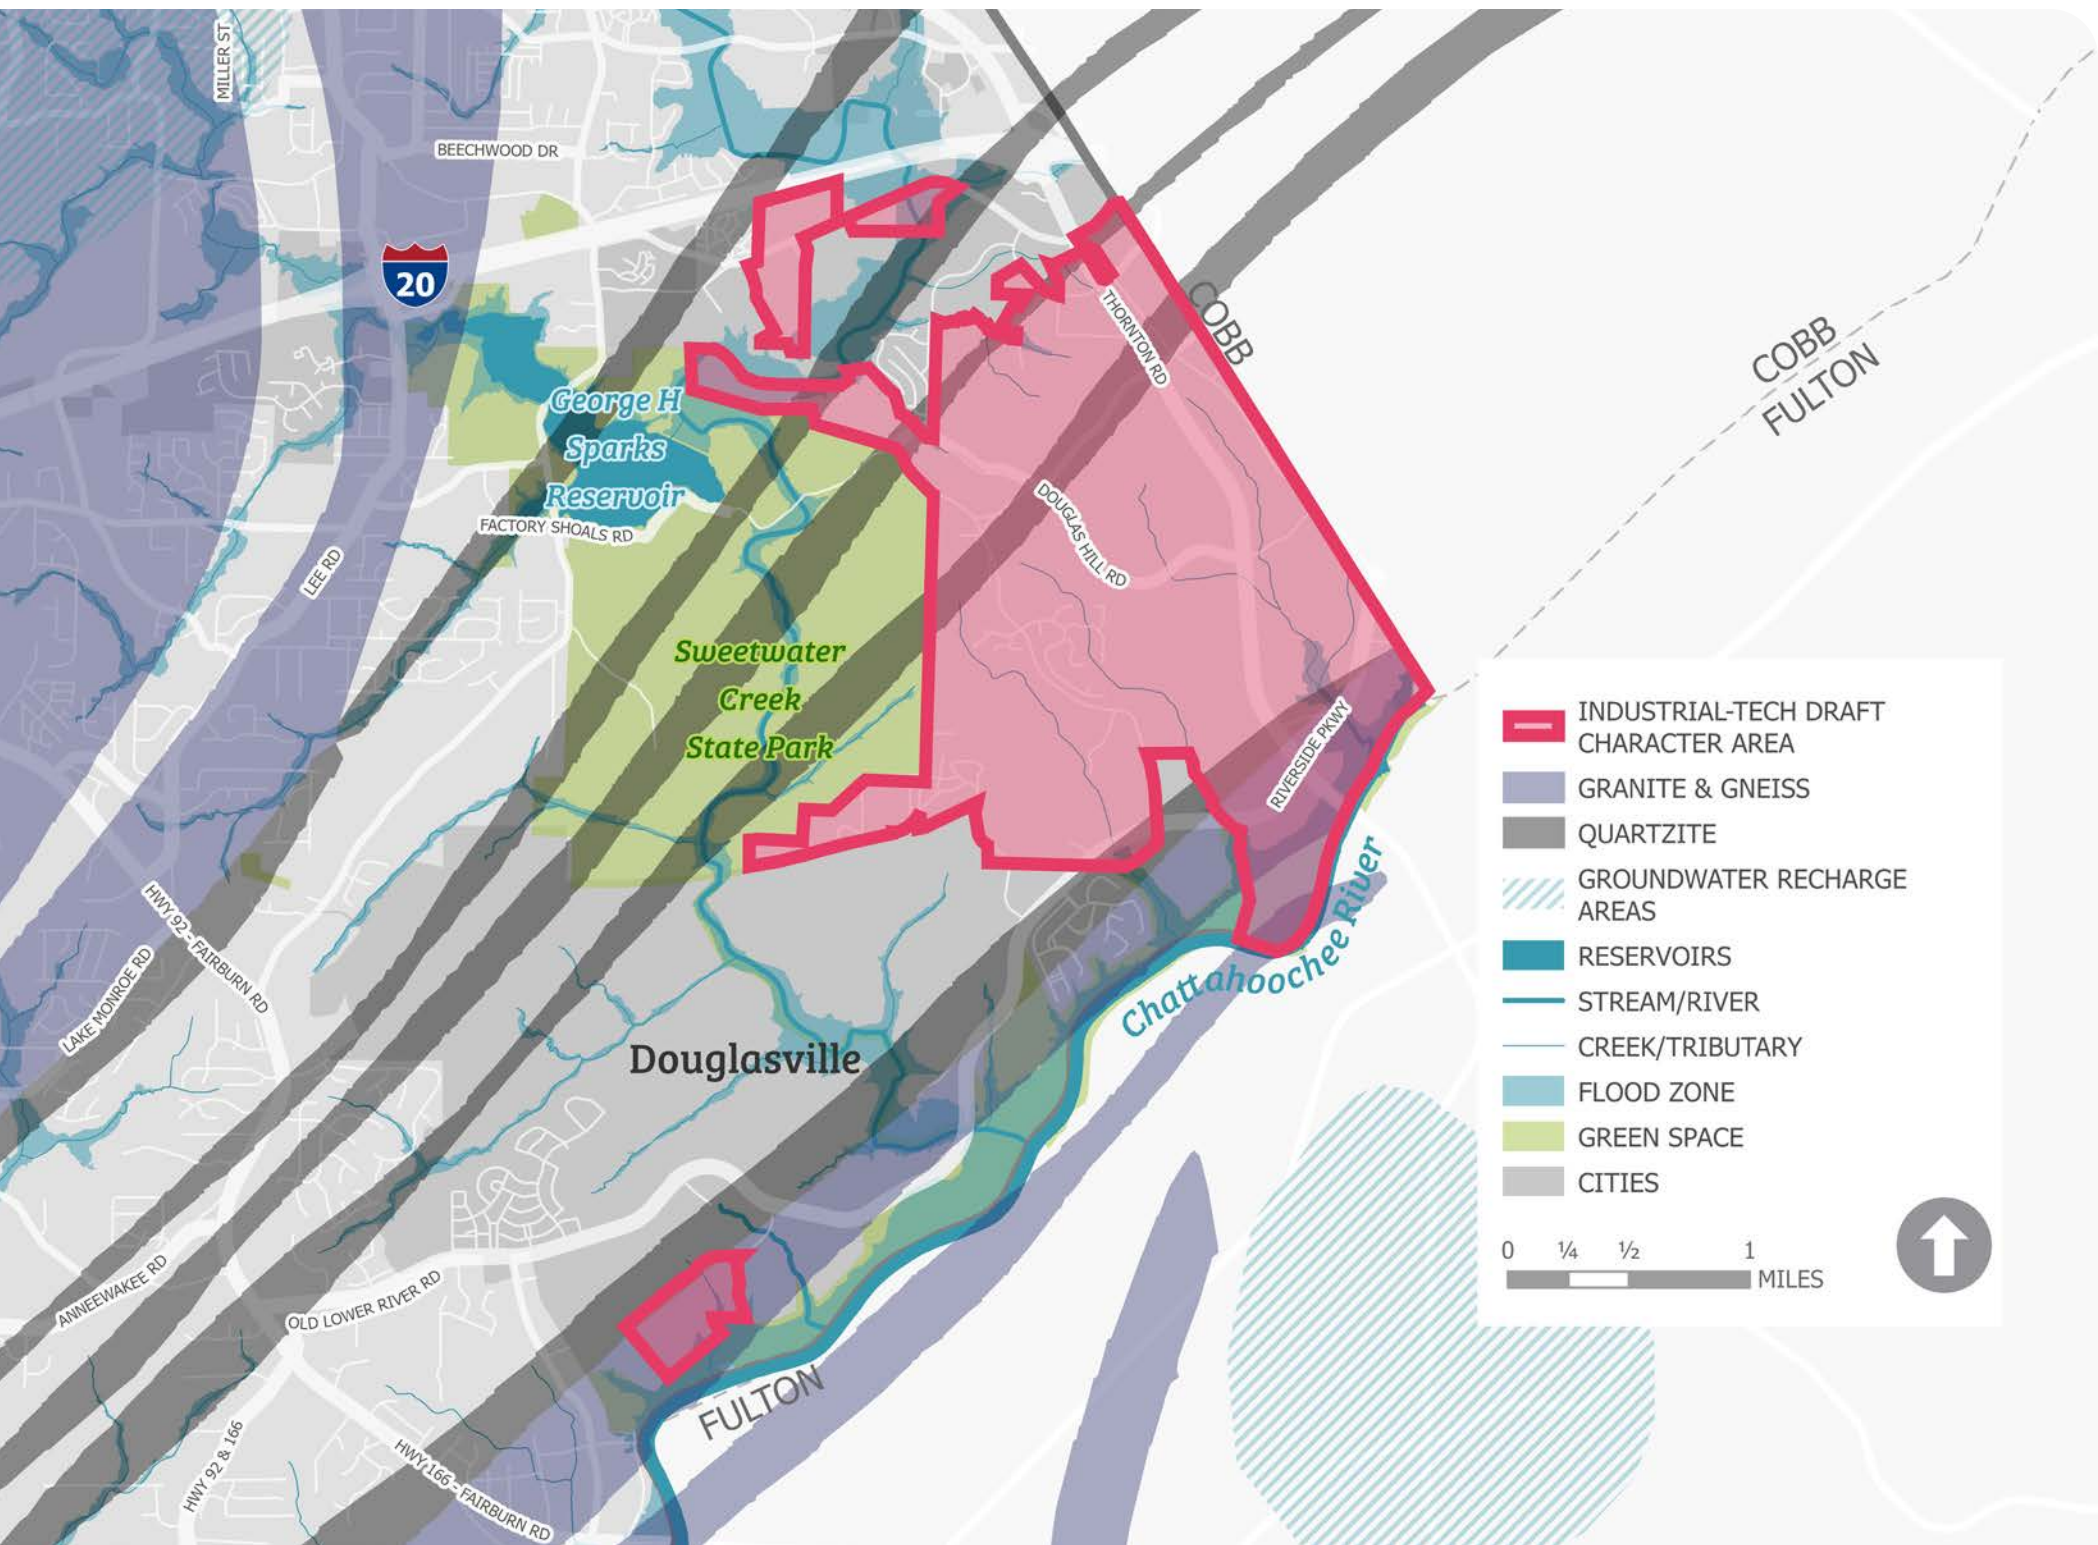 MILLER ST
BEECHWOOD DR
20
THORNTON RD
COBB
COBB
FULTON
George H
Sparks
Reservoir
FACTORY SHOALS RD
DOUGLAS HILL RD
LEE RD
Sweetwater
Creek
State Park
RIVERSIDE PKWY
INDUSTRIAL-TECH DRAFT
CHARACTER AREA
GRANITE & GNEISS
QUARTZITE
GROUNDWATER RECHARGE
AREAS
RESERVOIRS
STREAM/RIVER
CREEK/TRIBUTARY
FLOOD ZONE
GREEN SPACE
CITIES
0 ¼ ½ 1
MILES
Chattahoochee River
HWY 92 - FAIRBURN RD
LAKE MONROE RD
Douglasville
ANNEEWAKEE RD
OLD LOWER RIVER RD
FULTON
HWY 92 & 166
HWY 166 - FAIRBURN RD